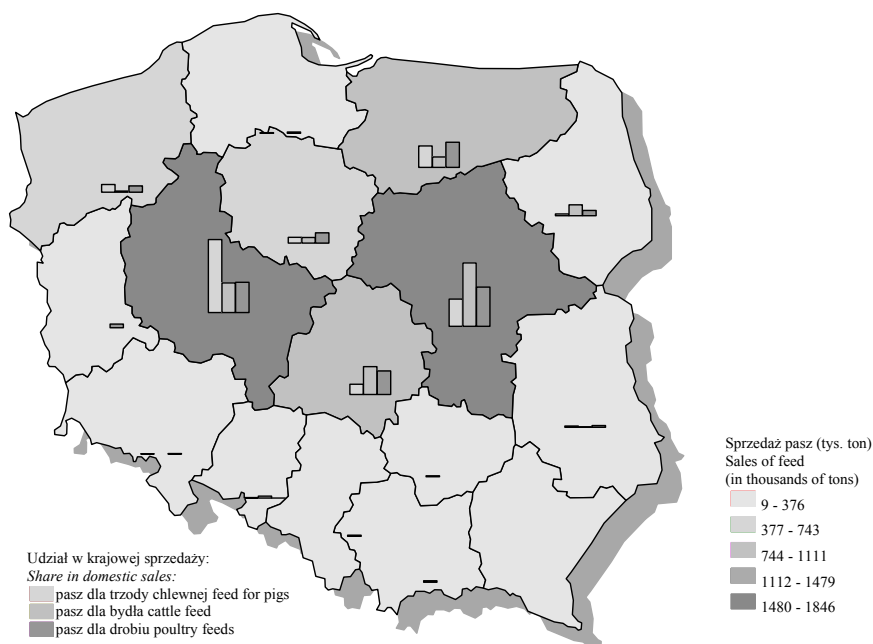 Sprzedaż pasz (tys. ton)
Sales of feed
(in thousands of tons)
9 - 376
377 - 743
744 - 1111
1112 - 1479
1480 - 1846
Udział w krajowej sprzedaży:
Share in domestic sales:
pasz dla trzody chlewnej feed for pigs
pasz dla bydła cattle feed
pasz dla drobiu poultry feeds